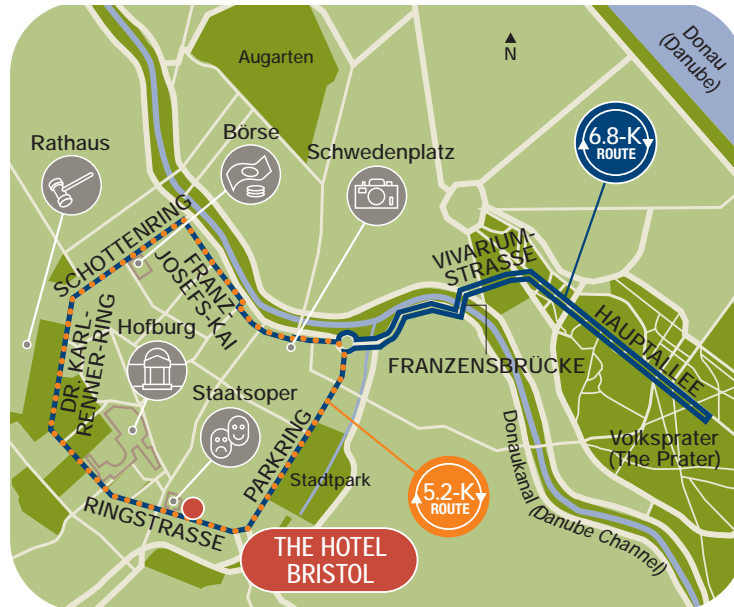 Donau
(Danube)
Augarten
N
6.8-K
ROUTE
Rathaus
Börse
Schwedenplatz
SCHOTTENRING
FRANZ-
JOSEFS-KAI
VIVARIUM-
STRASSE
HAUPTALLEE
DR. KARL-
RENNER-RING
Hofburg
FRANZENSBRÜCKE
Staatsoper
PARKRING
Volksprater
(The Prater)
Stadtpark
5.2-K
ROUTE
Donaukanal (Danube Channel)
RINGSTRASSE
THE HOTEL
BRISTOL